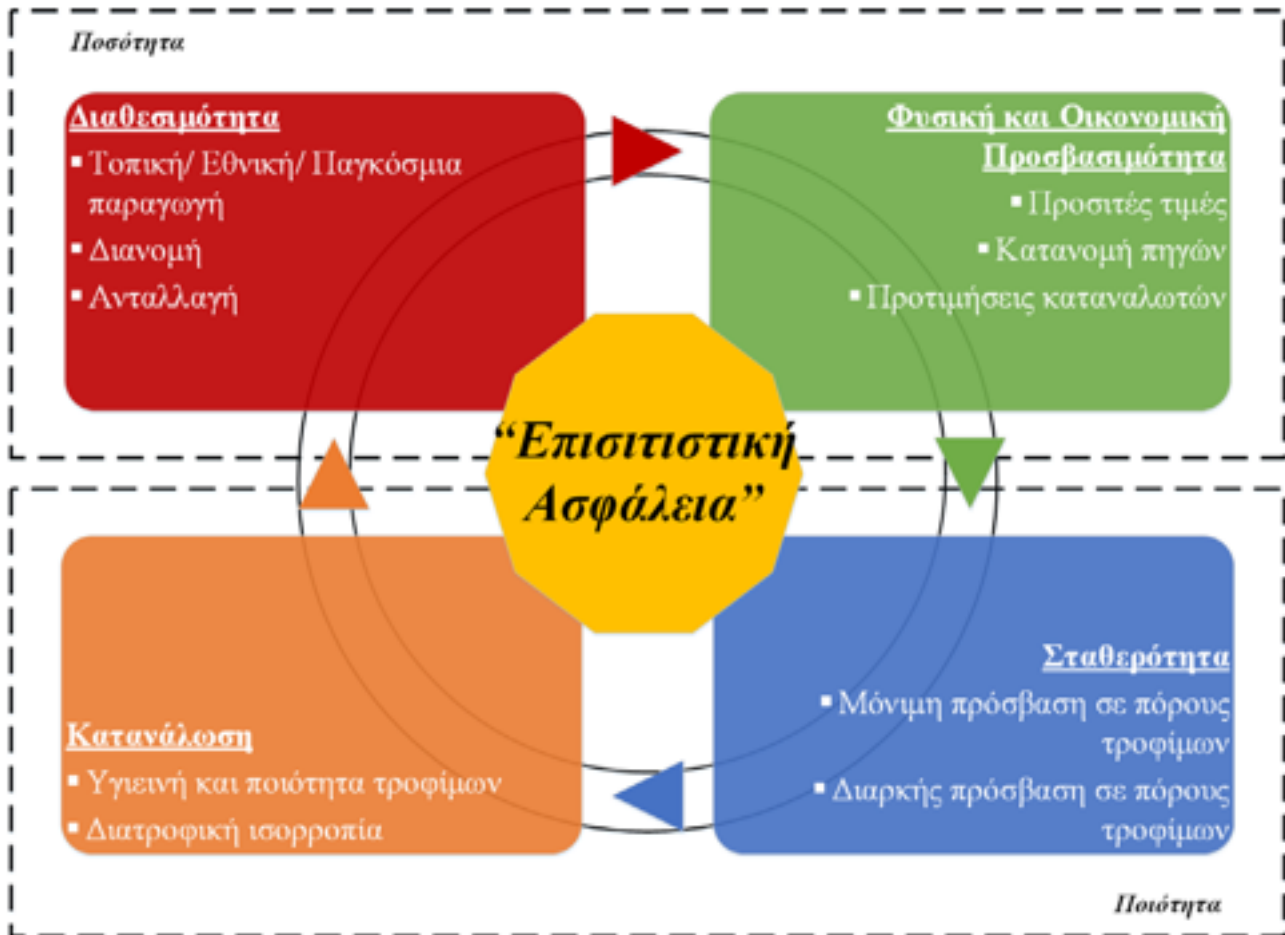 Ποσότητα
Διαθεσιμότητα
▪ Τοπική/ Εθνική/ Παγκόσμια
παραγωγή
▪ Διανομή
▪ Ανταλλαγή
Φυσική και Οικονομική
Προσβασιμότητα
▪ Προσιτές τιμές
▪ Κατανομή πηγών
▪ Προτιμήσεις καταναλωτών
“Επισιτιστική
Ασφάλεια”
Κατανάλωση
▪ Υγιεινή και ποιότητα τροφίμων
▪ Διατροφική ισορροπία
Σταθερότητα
▪ Μόνιμη πρόσβαση σε πόρους
τροφίμων
▪ Διαρκής πρόσβαση σε πόρους
τροφίμων
Ποιότητα